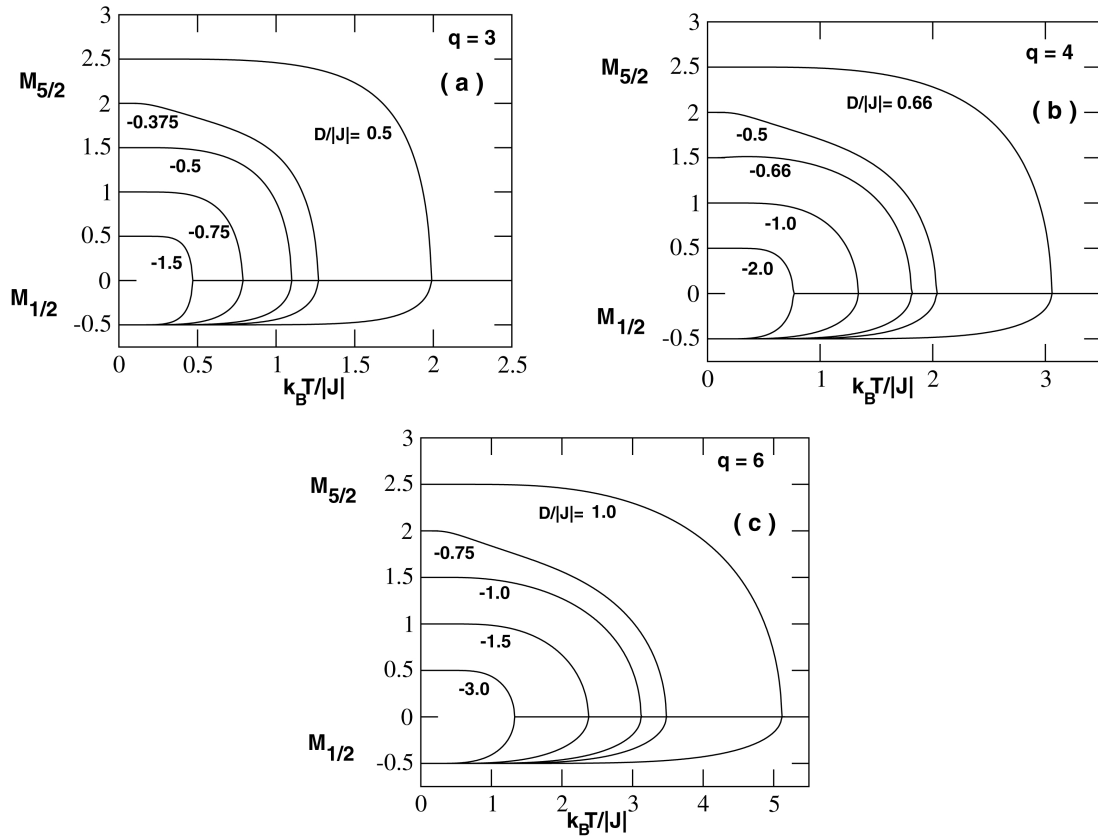 q = 3
( a )
M5/2
M1/2
3
2.5
2
1.5
1
0.5
0
-0.5
D/|J|= 0.5
-0.375
-0.5
-0.75
-1.5
0
0.5
1
1.5
2
2.5
kBT/|J|
q = 4
( b )
M5/2
M1/2
3
2.5
2
1.5
1
0.5
0
-0.5
D/|J|= 0.66
-0.5
-0.66
-1.0
-2.0
0
1
2
3
kBT/|J|
q = 6
( c )
M5/2
M1/2
3
2.5
2
1.5
1
0.5
0
-0.5
D/|J|= 1.0
-0.75
-1.0
-1.5
-3.0
0
1
2
3
4
5
kBT/|J|